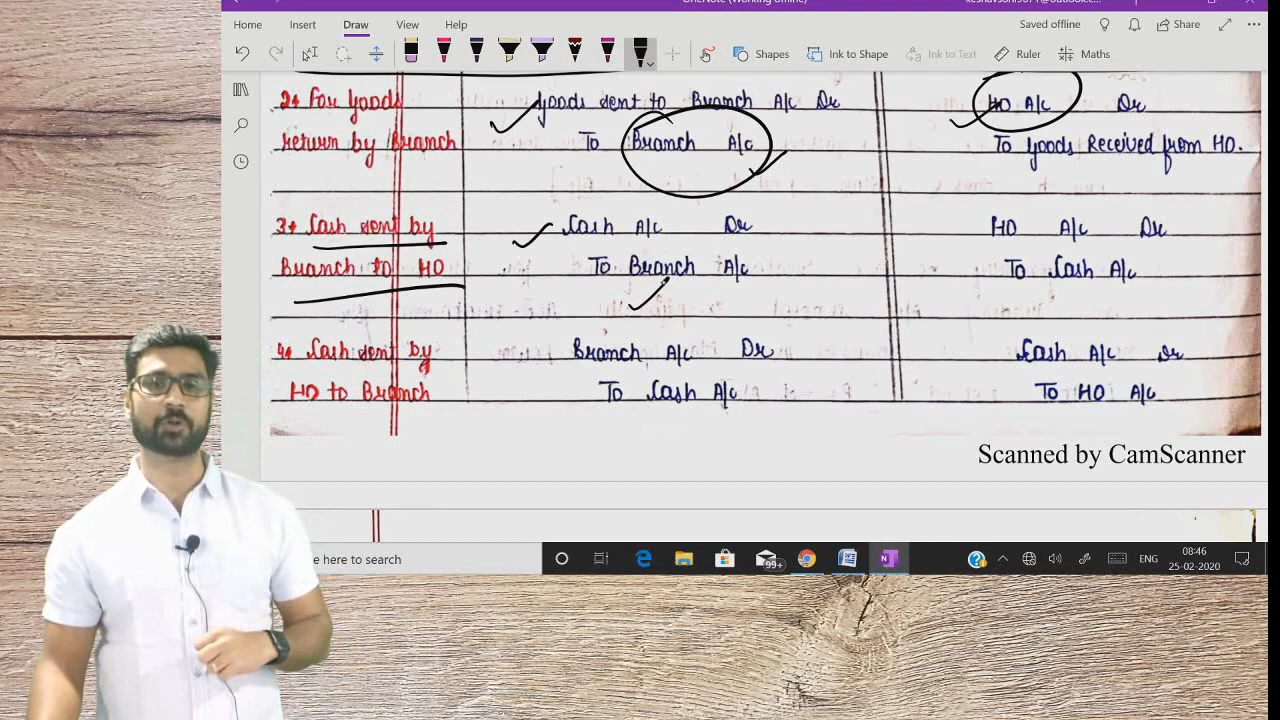 OneNote (Working offline)
Home Insert Draw View Help Saved offline Share
Shapes Ink to Shape Ink to Text Ruler Maths
2. For Goods Goods sent to Branch A/c Dr HO A/c Dr
return by Branch To Branch A/c To Goods Received from HO.
3. Cash sent by Cash A/c Dr HO A/c Dr
Branch to HO To Branch A/c To Cash A/c
4. Cash sent by Branch A/c Dr Cash A/c Dr
HO to Branch To Cash A/c To HO A/c
Scanned by CamScanner
here to search 99+ ENG 08:46
25-02-2020